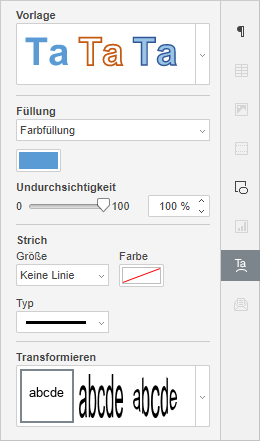 Vorlage
Ta Ta Ta
Füllung
Farbfüllung
Undurchsichtigkeit
0 100 100 %
Strich
Größe Farbe
Keine Linie
Ta
Typ
Transformieren
abcde abcde abcde